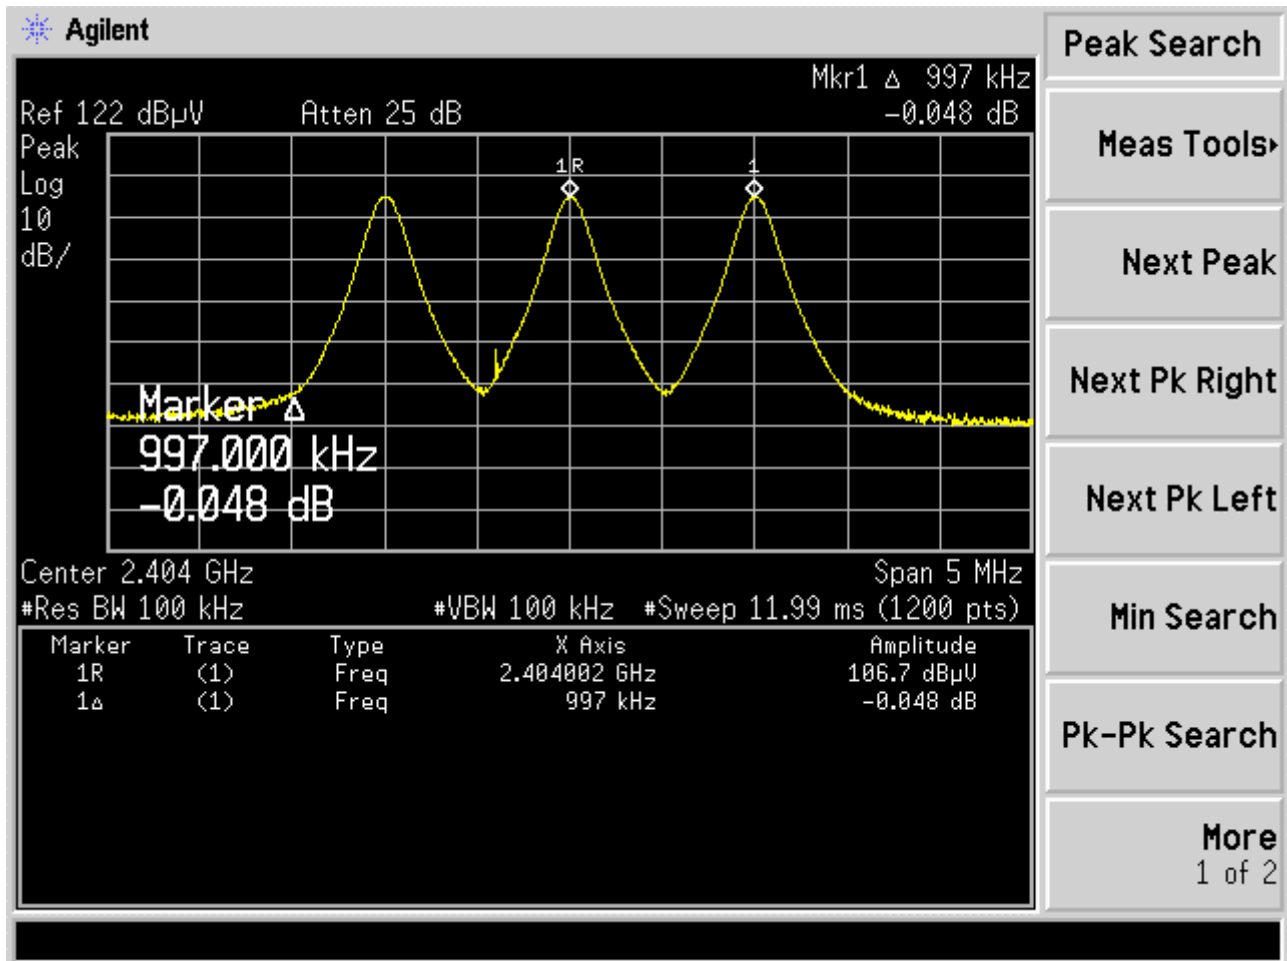 Agilent
Peak Search
Mkr1 Δ 997 kHz
Ref 122 dBµV Atten 25 dB -0.048 dB
Peak
Log
10
dB/
1R
1
Marker Δ
997.000 kHz
-0.048 dB
Center 2.404 GHz Span 5 MHz
#Res BW 100 kHz #VBW 100 kHz #Sweep 11.99 ms (1200 pts)
Marker Trace Type X Axis Amplitude
1R (1) Freq 2.404002 GHz 106.7 dBµV
1Δ (1) Freq 997 kHz -0.048 dB
Meas Tools▸
Next Peak
Next Pk Right
Next Pk Left
Min Search
Pk-Pk Search
More
1 of 2